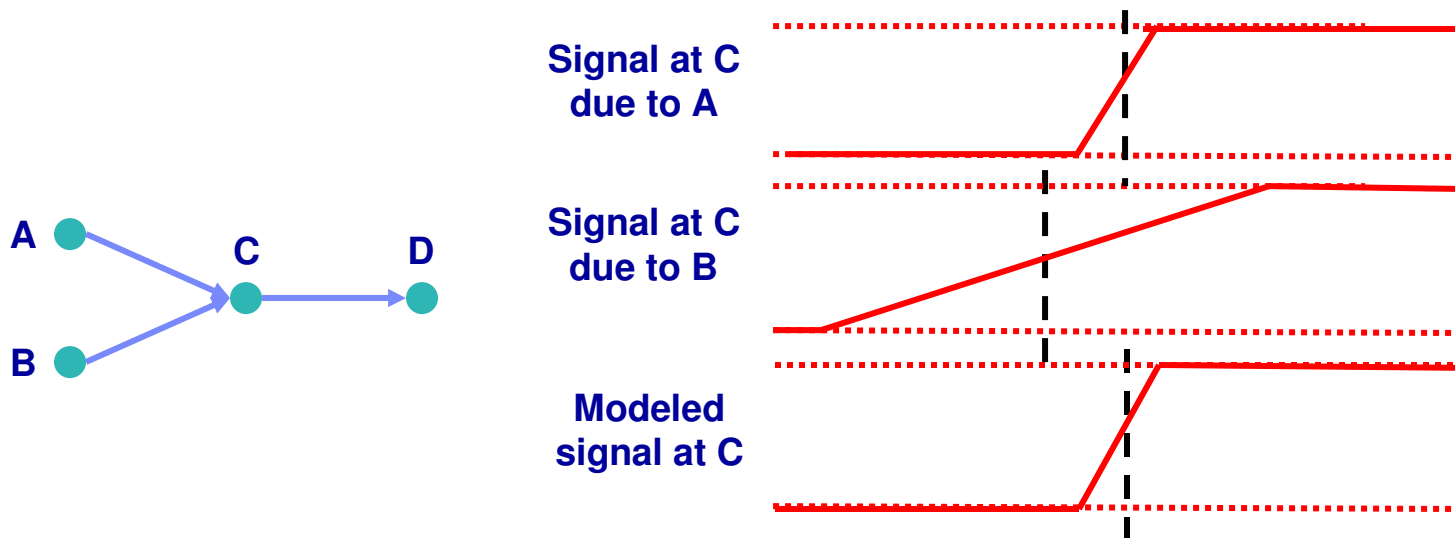 A
B
C
D
Signal at C
due to A
Signal at C
due to B
Modeled
signal at C